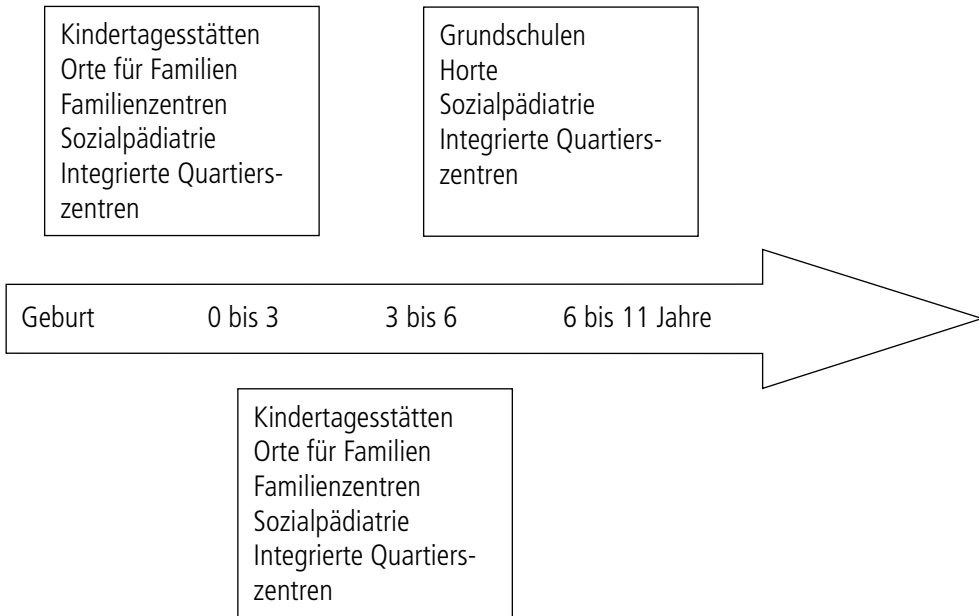 Kindertagesstätten
Orte für Familien
Familienzentren
Sozialpädiatrie
Integrierte Quartiers-
zentren
Grundschulen
Horte
Sozialpädiatrie
Integrierte Quartiers-
zentren
Geburt 0 bis 3 3 bis 6 6 bis 11 Jahre
Kindertagesstätten
Orte für Familien
Familienzentren
Sozialpädiatrie
Integrierte Quartiers-
zentren